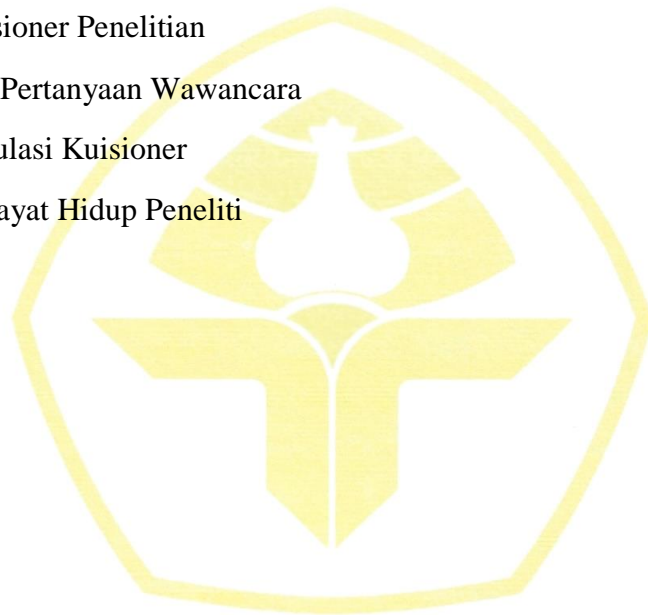 sioner Penelitian
Pertanyaan Wawancara
ulasi Kuisioner
ayat Hidup Peneliti